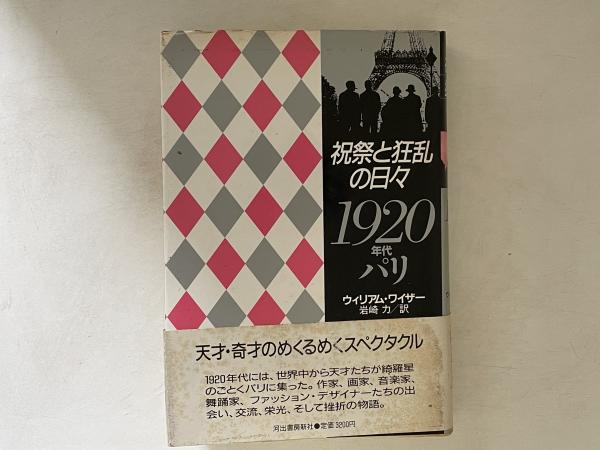 祝祭と狂乱
の日々
1920
年代
パリ
ウィリアム・ワイザー
岩崎 力/訳
天才・奇才のめくるめくスペクタクル
1920年代には、世界中から天才たちが綺羅星
のごとくパリに集った。作家、画家、音楽家、
舞踊家、ファッション・デザイナーたちの出
会い、交流、栄光、そして挫折の物語。
河出書房新社●定価3200円